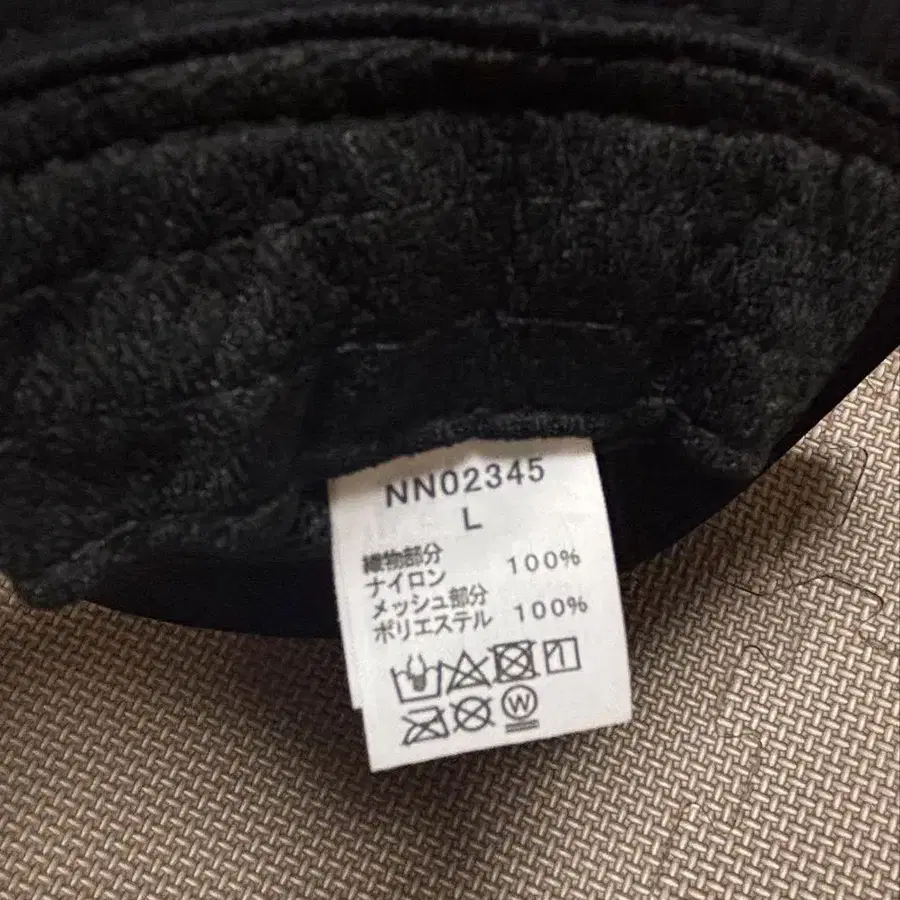 NN02345
L
織物部分
ナイロン 100%
メッシュ部分
ポリエステル 100%
W